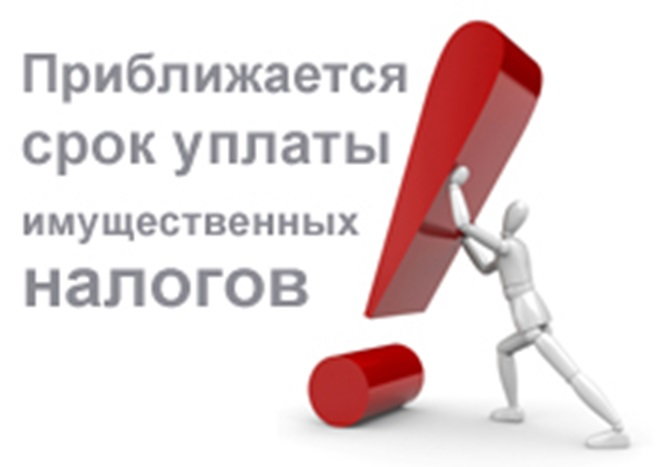 Приближается
срок уплаты
имущественных
налогов